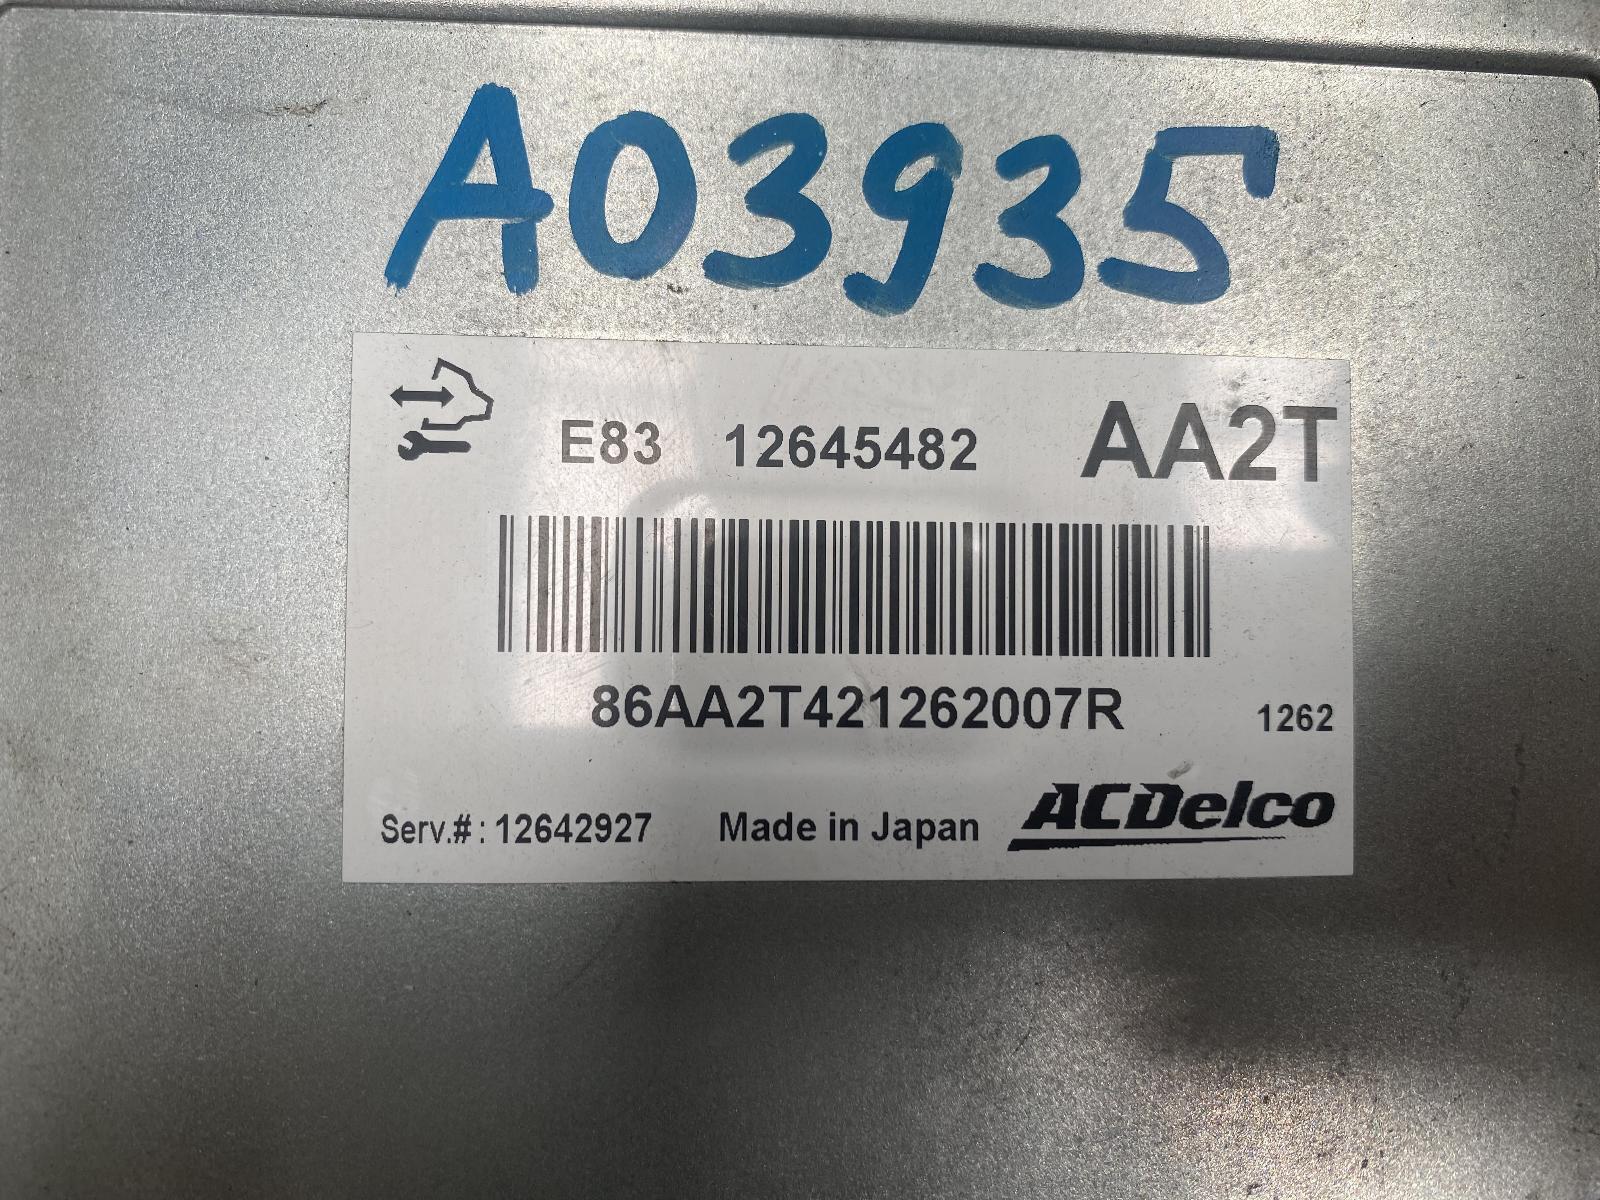 A03935
E83 12645482 AA2T
86AA2T421262007R 1262
Serv.#: 12642927 Made in Japan ACDelco